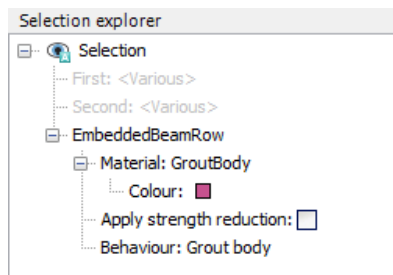 Selection explorer
Selection
First: <Various>
Second: <Various>
EmbeddedBeamRow
Material: GroutBody
Colour:
Apply strength reduction:
Behaviour: Grout body